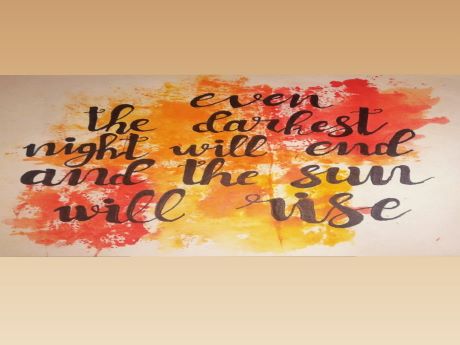 even
the darkest
night will end
and the sun
will rise